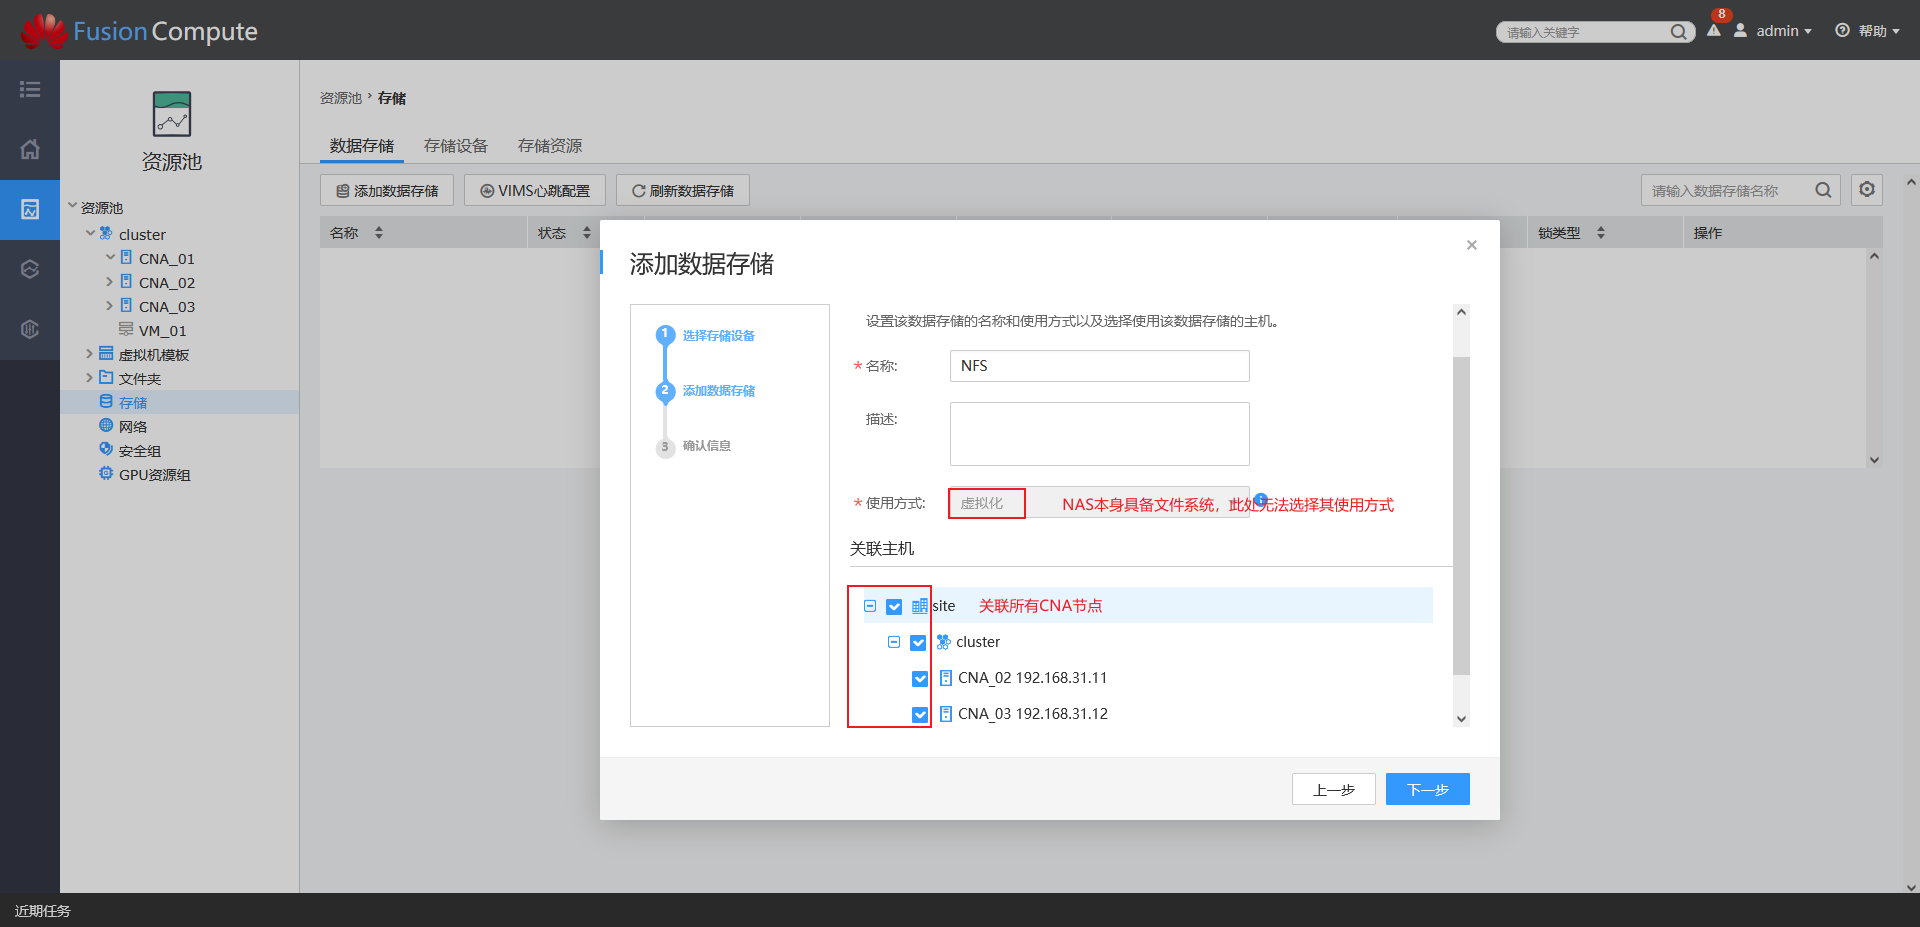 FusionCompute
请输入关键字
8
admin
帮助
资源池
资源池
cluster
CNA_01
CNA_02
CNA_03
VM_01
虚拟机模板
文件夹
存储
网络
安全组
GPU资源组
资源池 › 存储
数据存储 存储设备 存储资源
添加数据存储 VIMS心跳配置 刷新数据存储 请输入数据存储名称
名称 状态 锁类型 操作
添加数据存储
1 选择存储设备
2 添加数据存储
3 确认信息
设置该数据存储的名称和使用方式以及选择使用该数据存储的主机。
* 名称: NFS
描述:
* 使用方式: 虚拟化 NAS本身具备文件系统，此处无法选择其使用方式
关联主机
site 关联所有CNA节点
cluster
CNA_02 192.168.31.11
CNA_03 192.168.31.12
上一步 下一步
近期任务